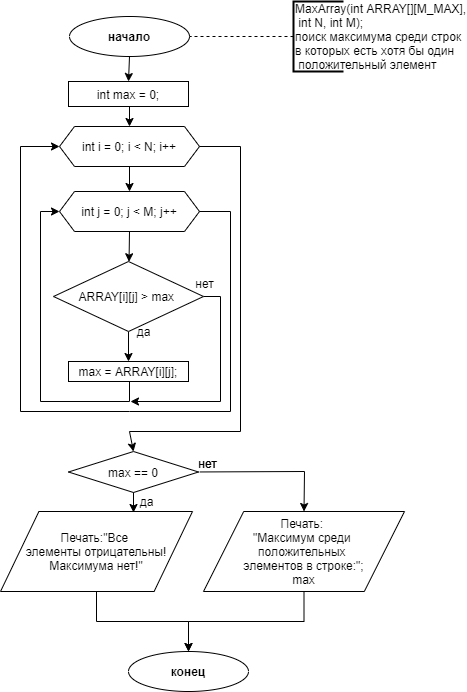 начало
MaxArray(int ARRAY[][M_MAX],
int N, int M);
поиск максимума среди строк
в которых есть хотя бы один
положительный элемент
int max = 0;
int i = 0; i < N; i++
int j = 0; j < M; j++
ARRAY[i][j] > max
нет
да
max = ARRAY[i][j];
max == 0
нет
да
Печать:"Все
элементы отрицательны!
Максимума нет!"
Печать:
"Максимум среди
положительных
элементов в строке:";
max
конец